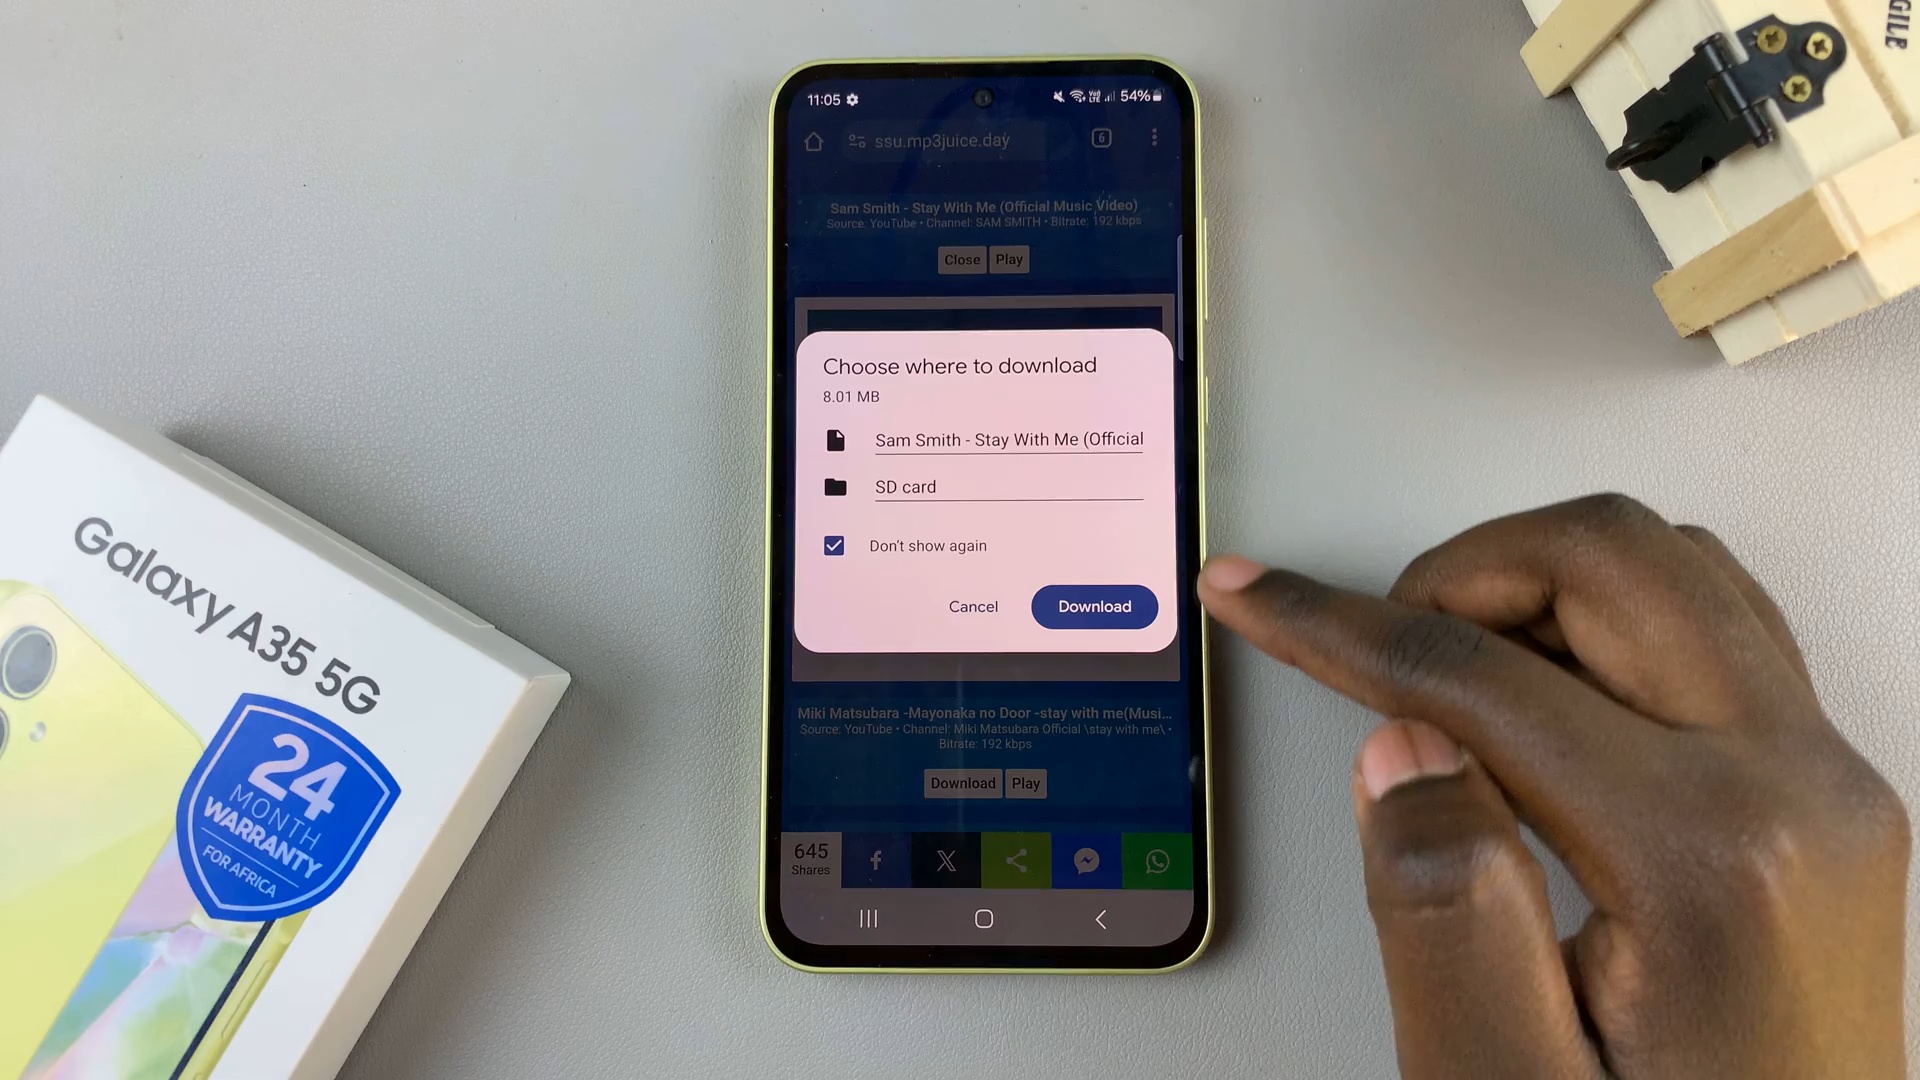 11:05
Vo)
LTE
54%
ssu.mp3juice.day
6
Sam Smith - Stay With Me (Official Music Video)
Source: YouTube • Channel: SAM SMITH • Bitrate: 192 kbps
Close
Play
Choose where to download
8.01 MB
Sam Smith - Stay With Me (Official
SD card
Don't show again
Cancel
Download
Miki Matsubara -Mayonaka no Door -stay with me(Musi...
Source: YouTube • Channel: Miki Matsubara Official \stay with me\ •
Bitrate: 192 kbps
Download
Play
645
Shares
Galaxy A35 5G
24
MONTH
WARRANTY
FOR AFRICA